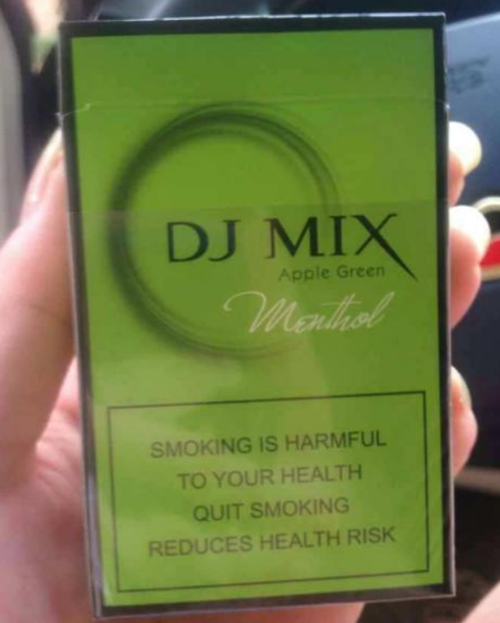 DJ MIX
Apple Green
Menthol
SMOKING IS HARMFUL
TO YOUR HEALTH
QUIT SMOKING
REDUCES HEALTH RISK